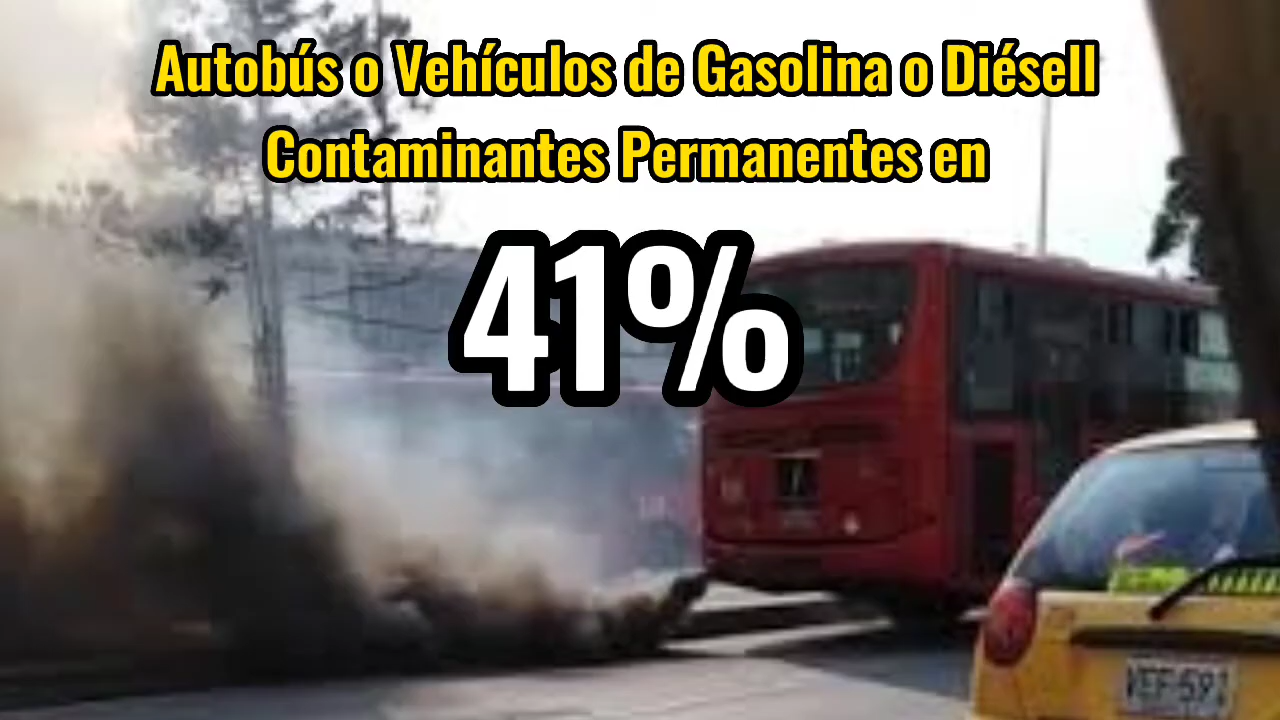 Autobús o Vehículos de Gasolina o Diésell
Contaminantes Permanentes en
41%